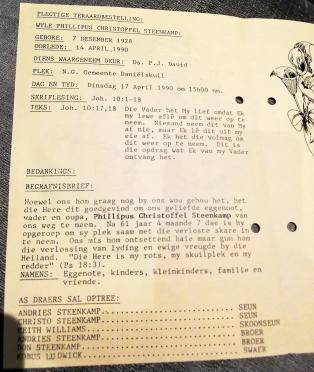 PLEGTIGE TERAARDBESTELLING:
WYLE PHILIPPUS CHRISTOFFEL STEENKAMP:
GEBORE: 7 DESEMBER 1928
OORLEDE: 14 APRIL 1990
DIENS WAARGENEEM DEUR: Ds. P.J. David
PLEK: N.G. Gemeente Daniëlskuil
DAG EN TYD: Dinsdag 17 April 1990 om 15h00 nm.
SKRIFLESING: Joh. 10:1-18
TEKS: Joh. 10:17,18 Die Vader het My lief omdat Ek
my lewe aflê om dit weer op te
neem. Niemand neem dit van My
af nie, maar Ek lê dit uit my
eie af. Ek het die volmag om
dit weer op te neem. Dit is
die opdrag wat Ek van my Vader
ontvang het.
BEDANKINGS:
BEGRAFNISBRIEF:
Hoewel ons hom graag nog by ons wou gehou het, het
die Here dit goedgevind om ons geliefde eggenoot,
vader en oupa, Phillipus Christoffel Steenkamp van
ons weg te neem. Na 61 jaar 4 maande 7 dae is hy
opgeroep om sy plek saam met die verloste skare in
te neem. Ons mis hom ontsettend baie maar gun hom
die verlossing van lyding en ewige vreugde by die
Heiland. "Die Here is my rots, my skuilplek en my
redder" (Ps 18:3).
NAMENS: Eggenote, kinders, kleinkinders, familie en
vriende.
AS DRAERS SAL OPTREE:
ANDRIES STEENKAMP SEUN
CHRISTO STEENKAMP SEUN
KEITH WILLIAMS SKOONSEUN
ANDRIES STEENKAMP BROER
DON STEENKAMP BROER
KOBUS LUDWICK SWAER